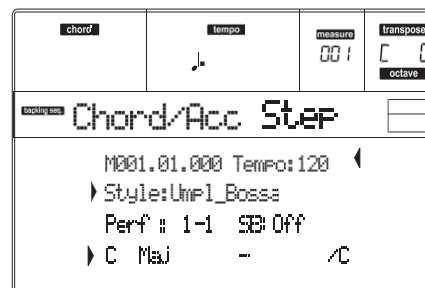 chord tempo measure transpose
001 C
octave
backing seq. Chord/Acc Step
M001.01.000 Tempo:120
Style:Umpl_Bossa
Perf : 1-1 SB:Off
C Maj -- /C